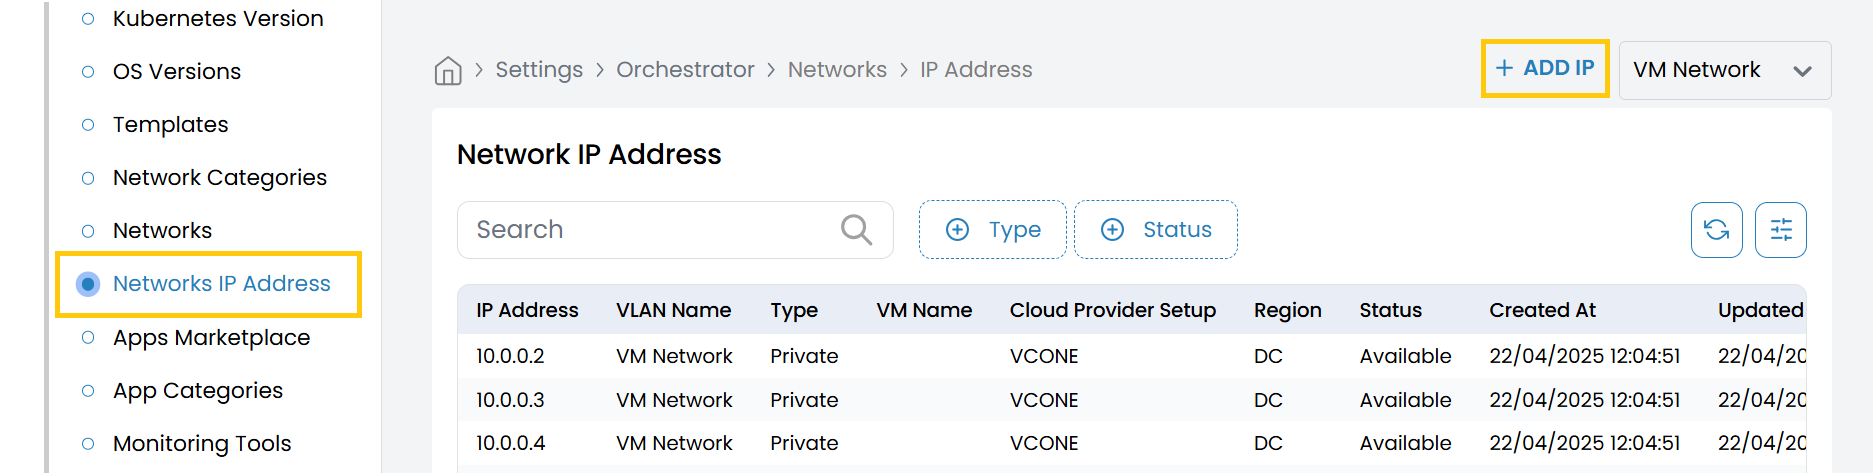 Kubernetes Version
OS Versions
Templates
Network Categories
Networks
Networks IP Address
Apps Marketplace
App Categories
Monitoring Tools
Settings > Orchestrator > Networks > IP Address
+ ADD IP
VM Network
Network IP Address
Search
Type
Status
IP Address VLAN Name Type VM Name Cloud Provider Setup Region Status Created At Updated
10.0.0.2 VM Network Private VCONE DC Available 22/04/2025 12:04:51 22/04/20
10.0.0.3 VM Network Private VCONE DC Available 22/04/2025 12:04:51 22/04/20
10.0.0.4 VM Network Private VCONE DC Available 22/04/2025 12:04:51 22/04/20